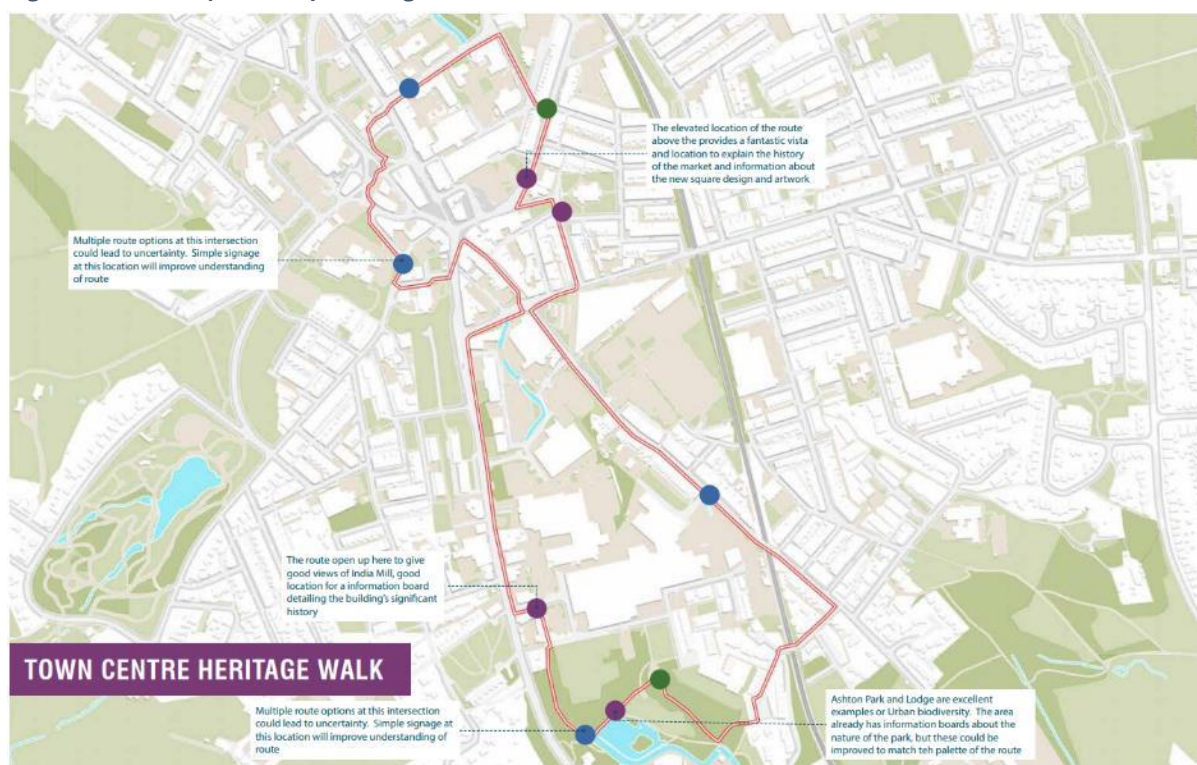 The elevated location of the route
above the provides a fantastic vista
and location to explain the history
of the market and information about
the new square design and artwork
Multiple route options at this intersection
could lead to uncertainty. Simple signage
at this location will improve understanding
of route
The route open up here to give
good views of India Mill, good
location for a information board
detailing the building's significant
history
TOWN CENTRE HERITAGE WALK
Multiple route options at this intersection
could lead to uncertainty. Simple signage at
this location will improve understanding of
route
Ashton Park and Lodge are excellent
examples or Urban biodiversity. The area
already has information boards about the
nature of the park, but these could be
improved to match teh palette of the route